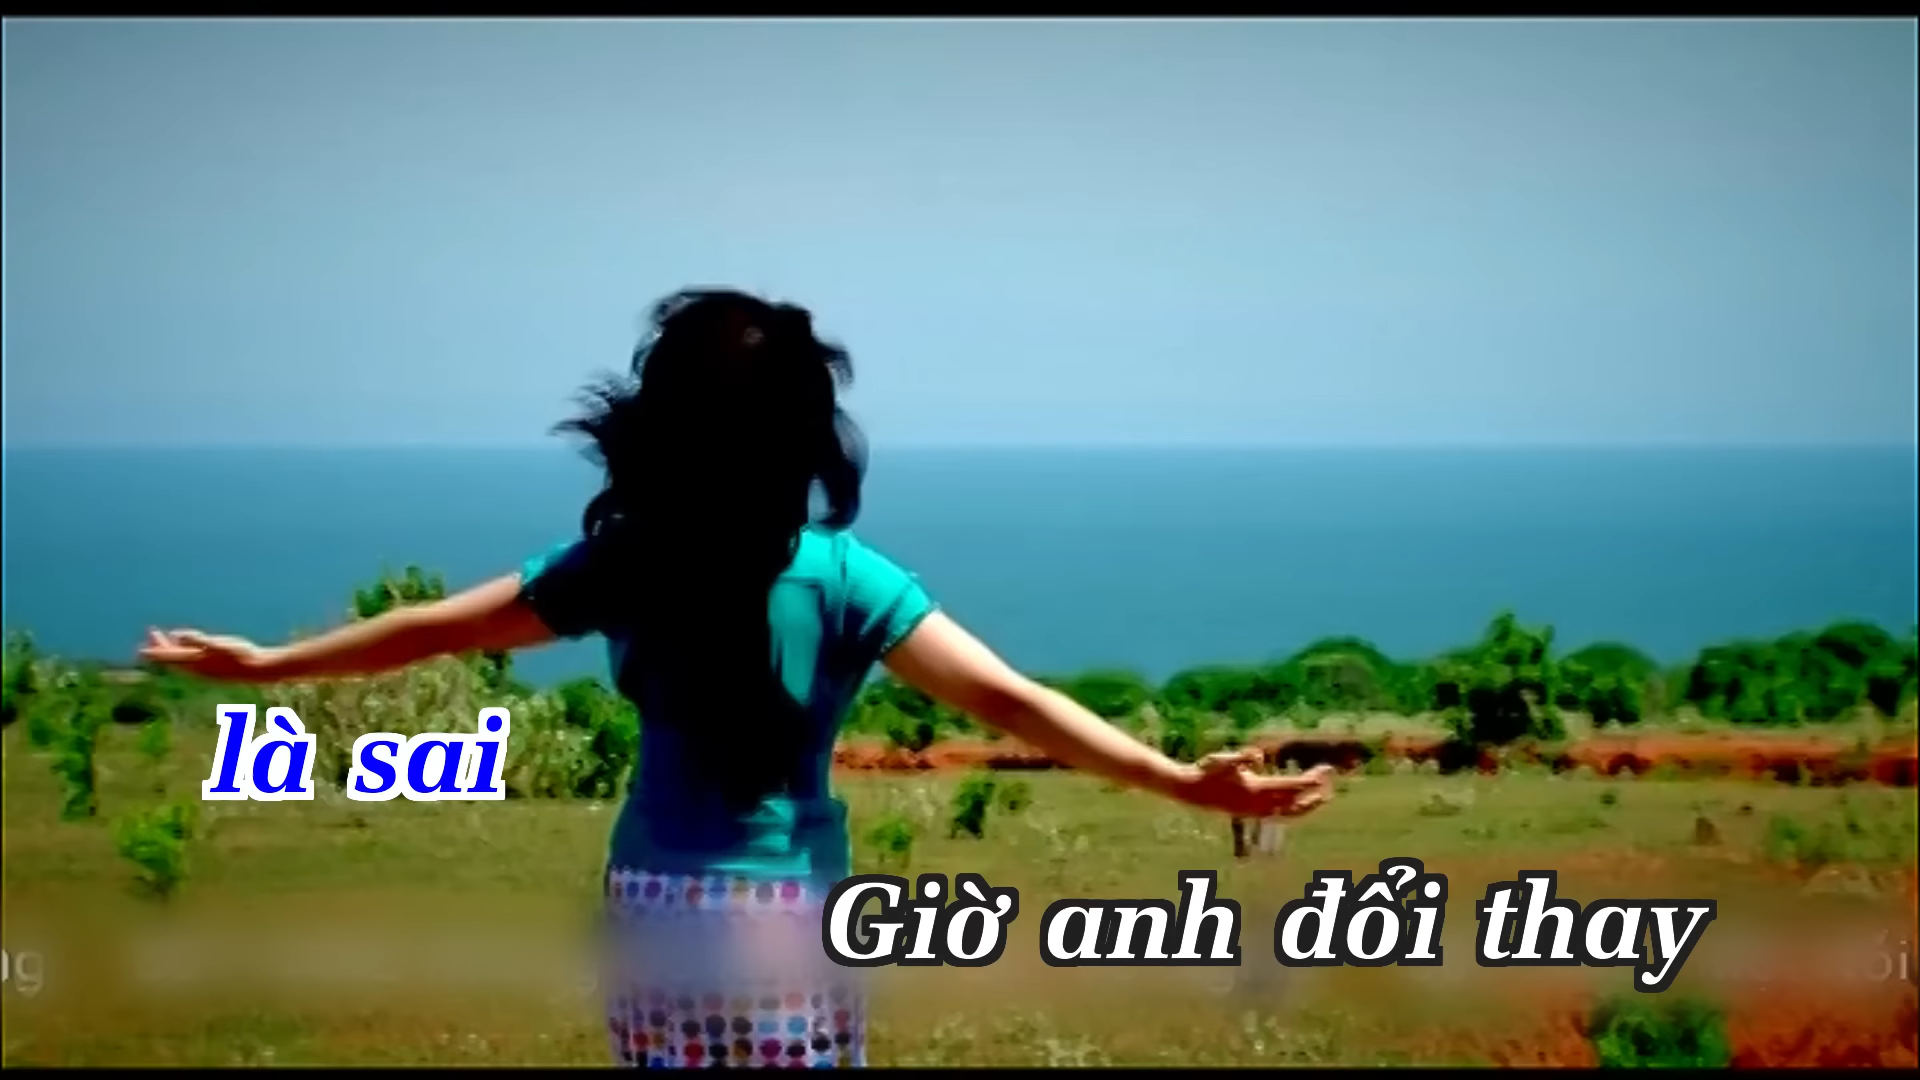 là sai
Giờ anh đổi thay